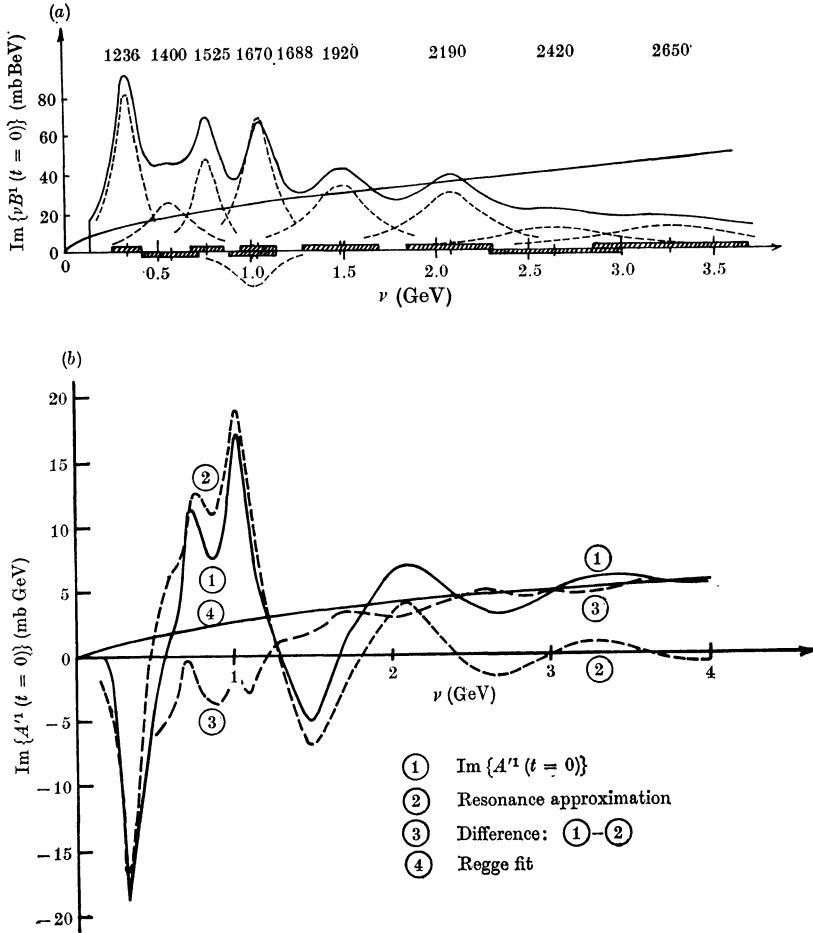 (a)
1236 1400 1525 1670 1688 1920 2190 2420 2650
Im {νB¹ (t = 0)} (mb BeV)
80
60
40
20
0
0 0.5 1.0 1.5 2.0 2.5 3.0 3.5
ν (GeV)
(b)
Im {A′¹ (t = 0)} (mb GeV)
20
15
10
5
0
−5
−10
−15
−20
1 2 3 4
ν (GeV)
②
①
④
③
①
③
②
① Im {A′¹ (t = 0)}
② Resonance approximation
③ Difference: ①–②
④ Regge fit